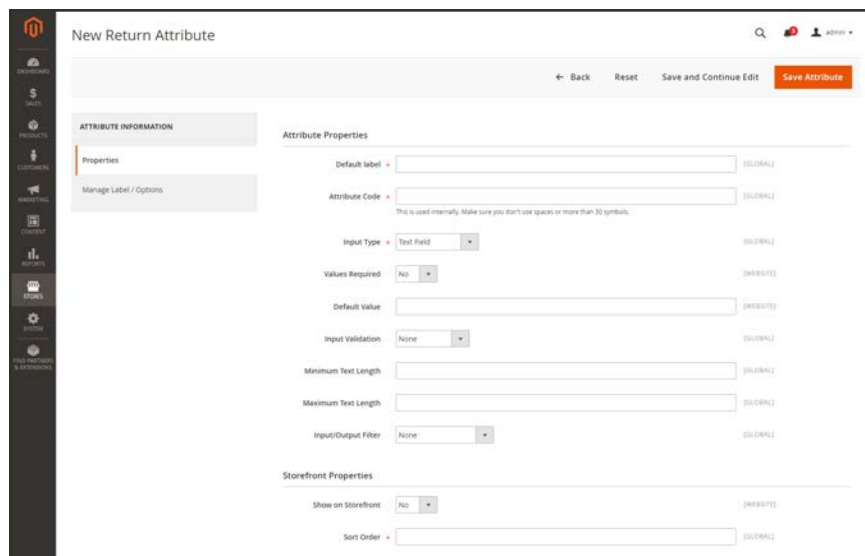 New Return Attribute
2
admin
← Back
Reset
Save and Continue Edit
Save Attribute
DASHBOARD
SALES
PRODUCTS
CUSTOMERS
MARKETING
CONTENT
REPORTS
STORES
SYSTEM
FIND PARTNERS
& EXTENSIONS
ATTRIBUTE INFORMATION
Properties
Manage Label / Options
Attribute Properties
Default label * [GLOBAL]
Attribute Code * [GLOBAL]
This is used internally. Make sure you don't use spaces or more than 30 symbols.
Input Type * Text Field [GLOBAL]
Values Required No [WEBSITE]
Default Value [WEBSITE]
Input Validation None [GLOBAL]
Minimum Text Length [GLOBAL]
Maximum Text Length [GLOBAL]
Input/Output Filter None [GLOBAL]
Storefront Properties
Show on Storefront No [WEBSITE]
Sort Order * [GLOBAL]